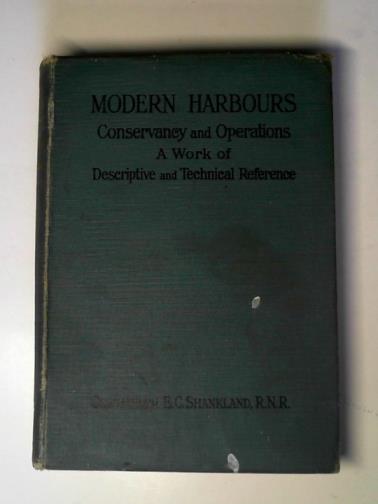 MODERN HARBOURS
Conservancy and Operations
A Work of
Descriptive and Technical Reference
E.C. SHANKLAND, R.N.R.